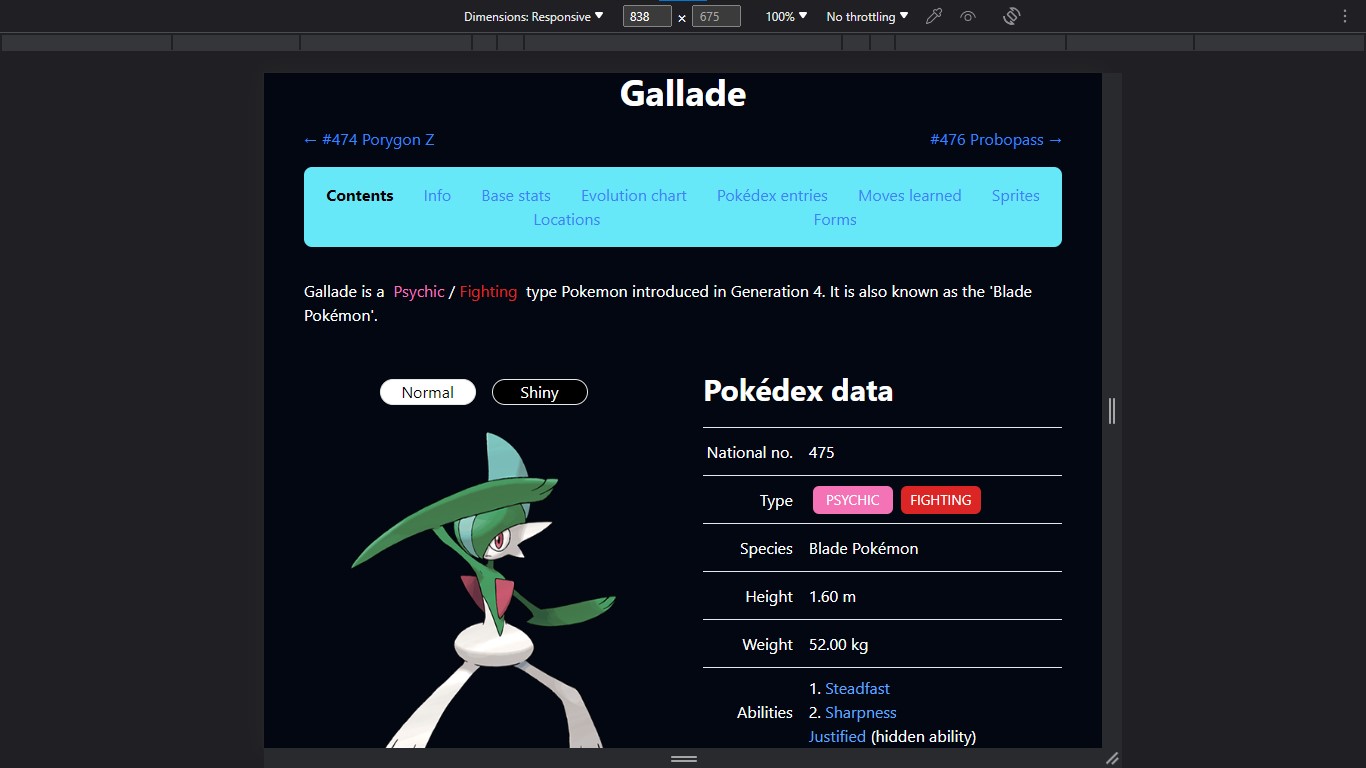 Dimensions: Responsive ▼ 838 × 675 100% ▼ No throttling ▼
Gallade
← #474 Porygon Z #476 Probopass →
Contents Info Base stats Evolution chart Pokédex entries Moves learned Sprites
Locations Forms
Gallade is a Psychic / Fighting type Pokemon introduced in Generation 4. It is also known as the 'Blade
Pokémon'.
Normal Shiny
Pokédex data
National no. 475
Type PSYCHIC FIGHTING
Species Blade Pokémon
Height 1.60 m
Weight 52.00 kg
Abilities
1. Steadfast
2. Sharpness
Justified (hidden ability)